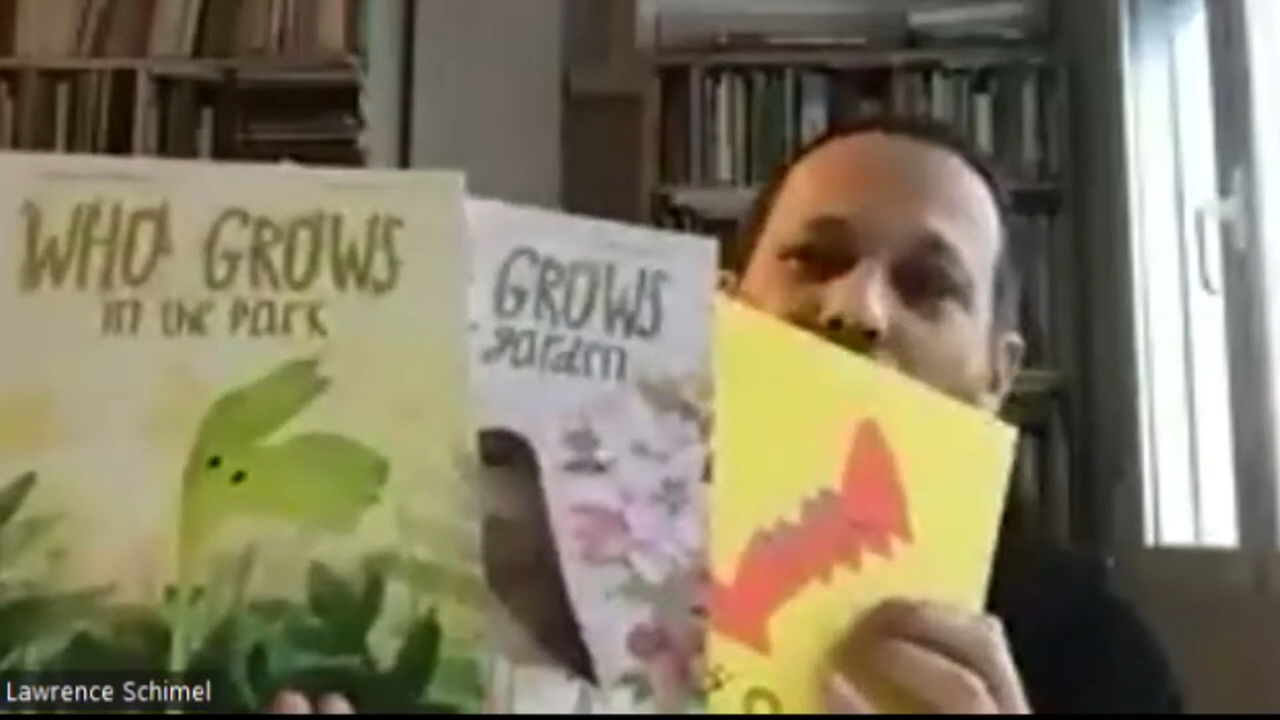 WHO GROWS
in the Park
GROWS
garden
Lawrence Schimel